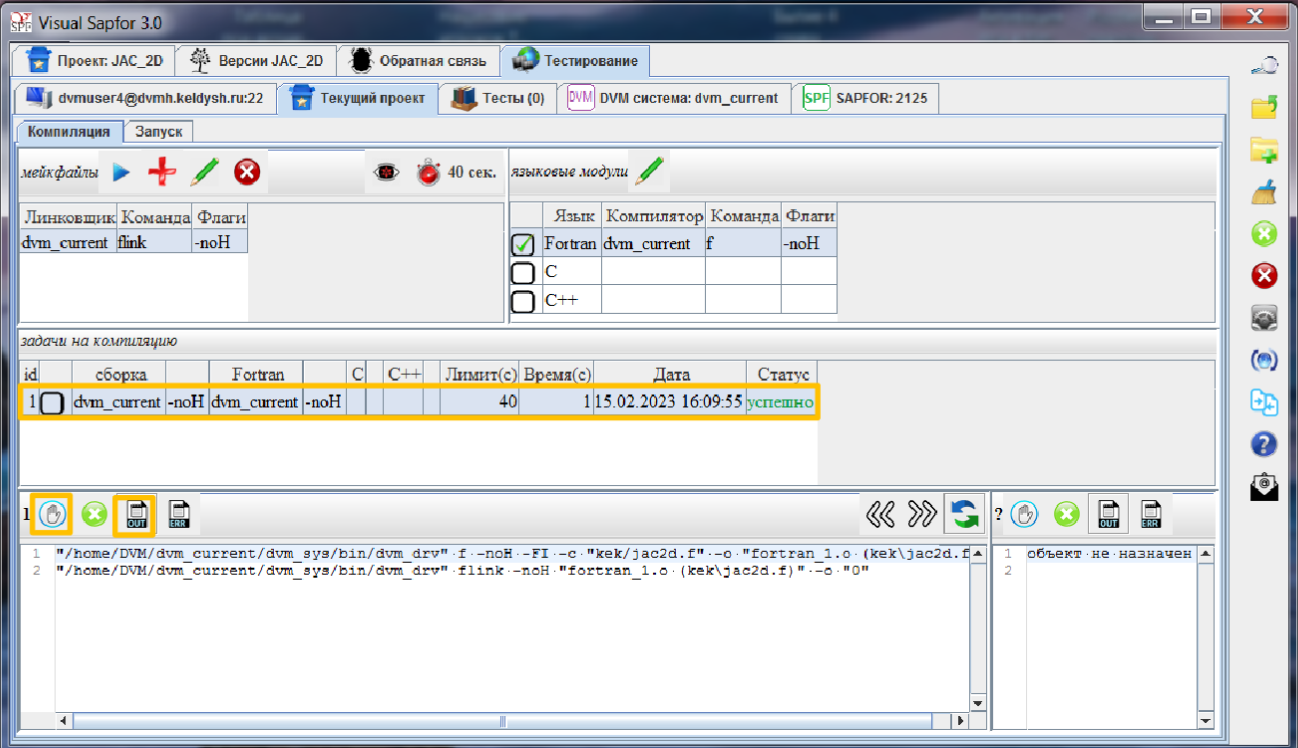 SPF Visual Sapfor 3.0
Проект: JAC_2D Версии JAC_2D Обратная связь Тестирование
dvmuser4@dvmh.keldysh.ru:22 Текущий проект Тесты (0) DVM DVM система: dvm_current SPF SAPFOR: 2125
Компиляция Запуск
мейкфайлы 40 сек. языковые модули
Линковщик Команда Флаги
dvm_current flink -noH
Язык Компилятор Команда Флаги
Fortran dvm_current f -noH
C
C++
задачи на компиляцию
id сборка Fortran C C++ Лимит(с) Время(с) Дата Статус
1 dvm_current -noH dvm_current -noH 40 1 15.02.2023 16:09:55 успешно
1 OUT ERR ? OUT ERR
1 "/home/DVM/dvm_current/dvm_sys/bin/dvm_drv" f -noH -FI -c "kek/jac2d.f" -o "fortran_1.o (kek\jac2d.f
2 "/home/DVM/dvm_current/dvm_sys/bin/dvm_drv" flink -noH "fortran_1.o (kek\jac2d.f)" -o "0"
1 объект не назначен
2